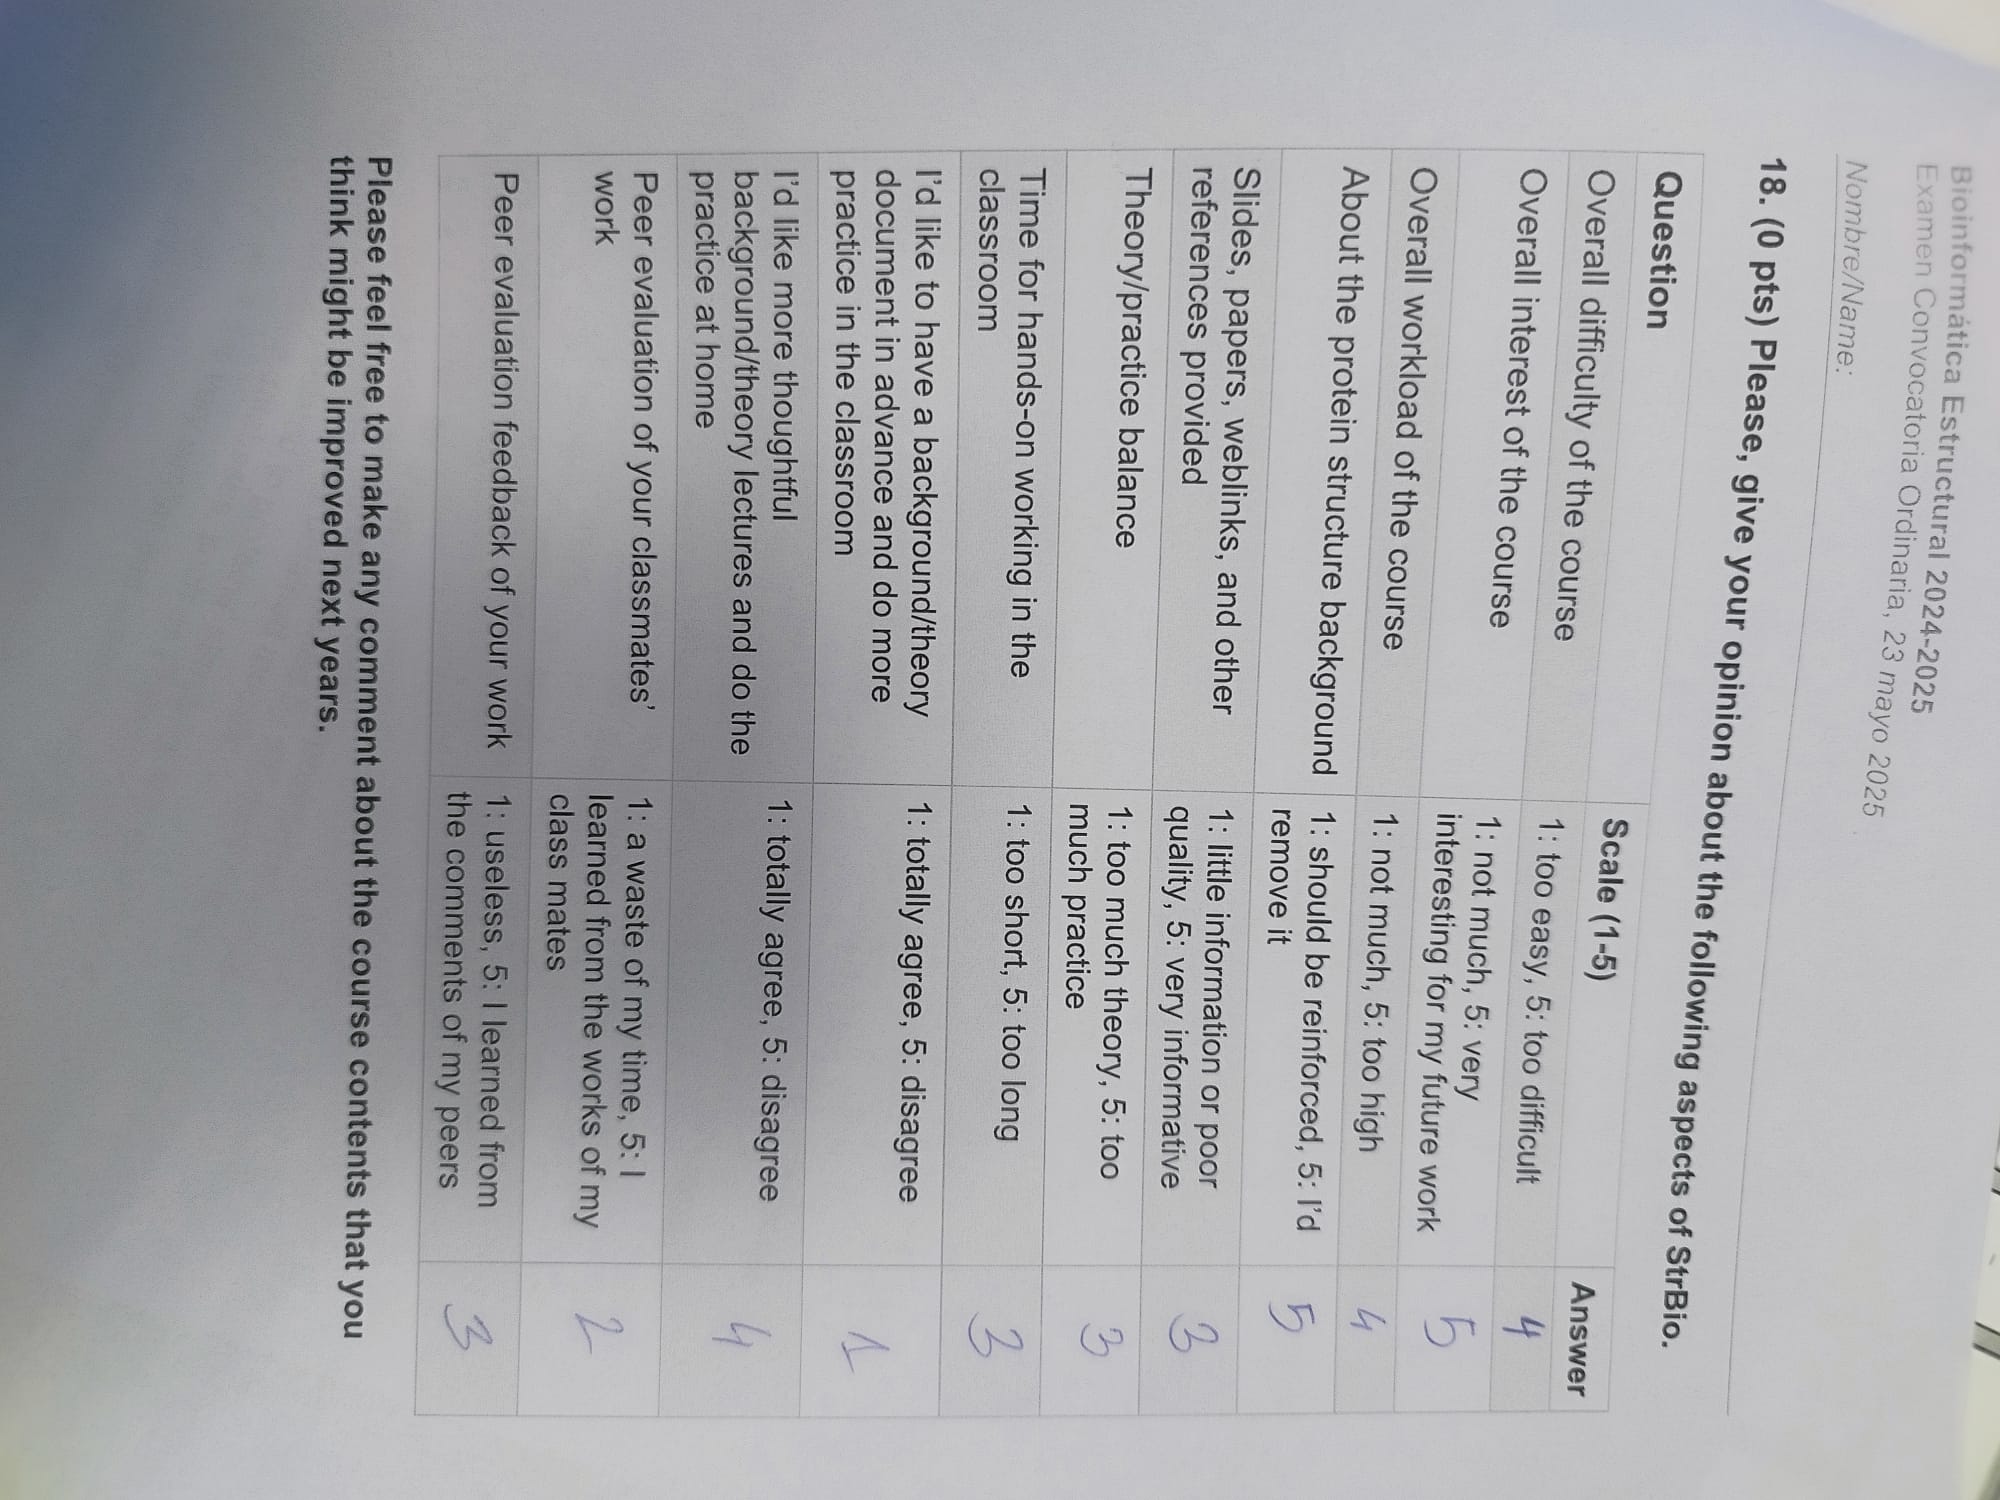 Bioinformática Estructural 2024-2025
Examen Convocatoria Ordinaria, 23 mayo 2025
Nombre/Name:
18. (0 pts) Please, give your opinion about the following aspects of StrBio.
Question Scale (1-5) Answer
Overall difficulty of the course 1: too easy, 5: too difficult 4
Overall interest of the course 1: not much, 5: very
interesting for my future work 5
Overall workload of the course 1: not much, 5: too high 4
About the protein structure background 1: should be reinforced, 5: I'd
remove it 5
Slides, papers, weblinks, and other 1: little information or poor
references provided quality, 5: very informative 3
Theory/practice balance 1: too much theory, 5: too
much practice 3
Time for hands-on working in the 1: too short, 5: too long
classroom 3
I'd like to have a background/theory 1: totally agree, 5: disagree
document in advance and do more
practice in the classroom 1
I'd like more thoughtful 1: totally agree, 5: disagree
background/theory lectures and do the
practice at home 4
Peer evaluation of your classmates' 1: a waste of my time, 5: I
work learned from the works of my
class mates 2
Peer evaluation feedback of your work 1: useless, 5: I learned from
the comments of my peers 3
Please feel free to make any comment about the course contents that you
think might be improved next years.